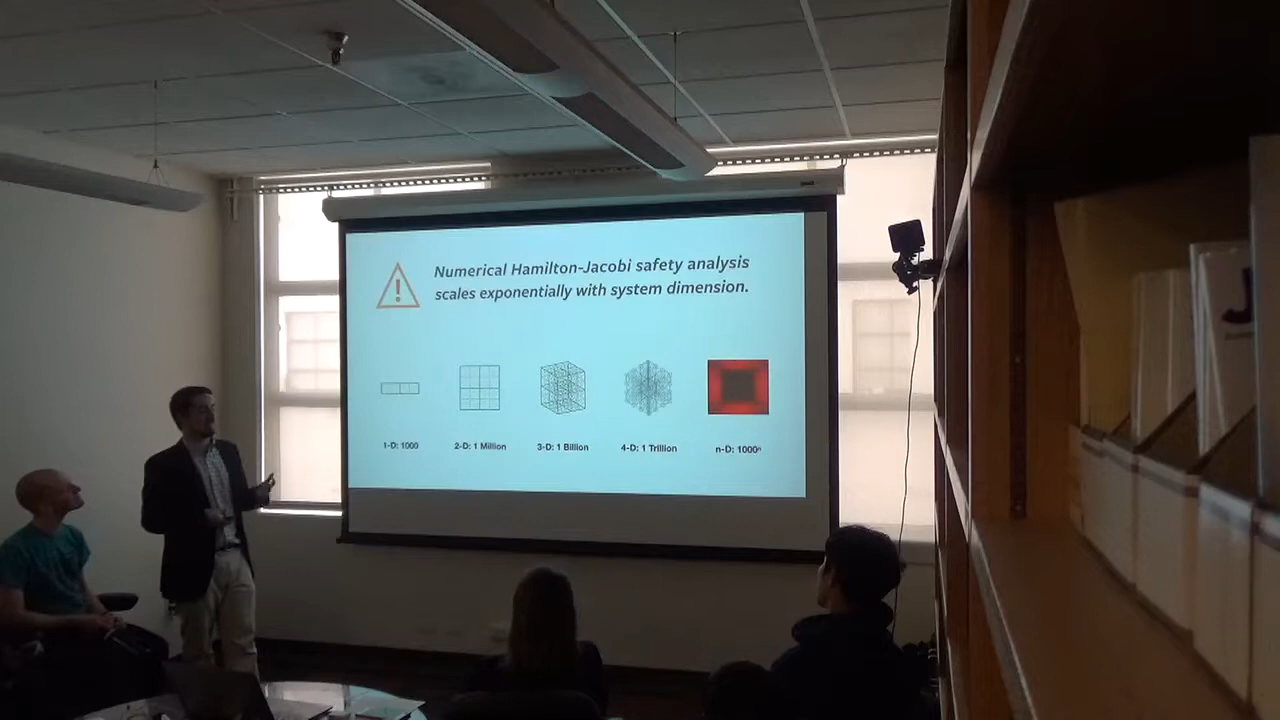 Numerical Hamilton-Jacobi safety analysis
scales exponentially with system dimension.
1-D: 1000
2-D: 1 Million
3-D: 1 Billion
4-D: 1 Trillion
n-D: 1000ⁿ